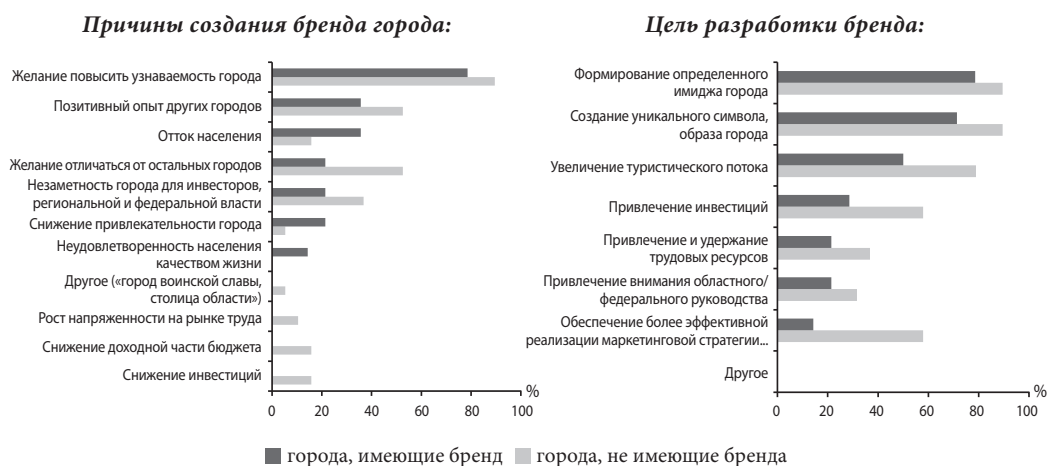 Причины создания бренда города:
Желание повысить узнаваемость города
Позитивный опыт других городов
Отток населения
Желание отличаться от остальных городов
Незаметность города для инвесторов,
региональной и федеральной власти
Снижение привлекательности города
Неудовлетворенность населения
качеством жизни
Другое («город воинской славы,
столица области»)
Рост напряженности на рынке труда
Снижение доходной части бюджета
Снижение инвестиций
%
0 20 40 60 80 100
Цель разработки бренда:
Формирование определенного
имиджа города
Создание уникального символа,
образа города
Увеличение туристического потока
Привлечение инвестиций
Привлечение и удержание
трудовых ресурсов
Привлечение внимания областного/
федерального руководства
Обеспечение более эффективной
реализации маркетинговой стратегии...
Другое
%
0 20 40 60 80 100
города, имеющие бренд города, не имеющие бренда